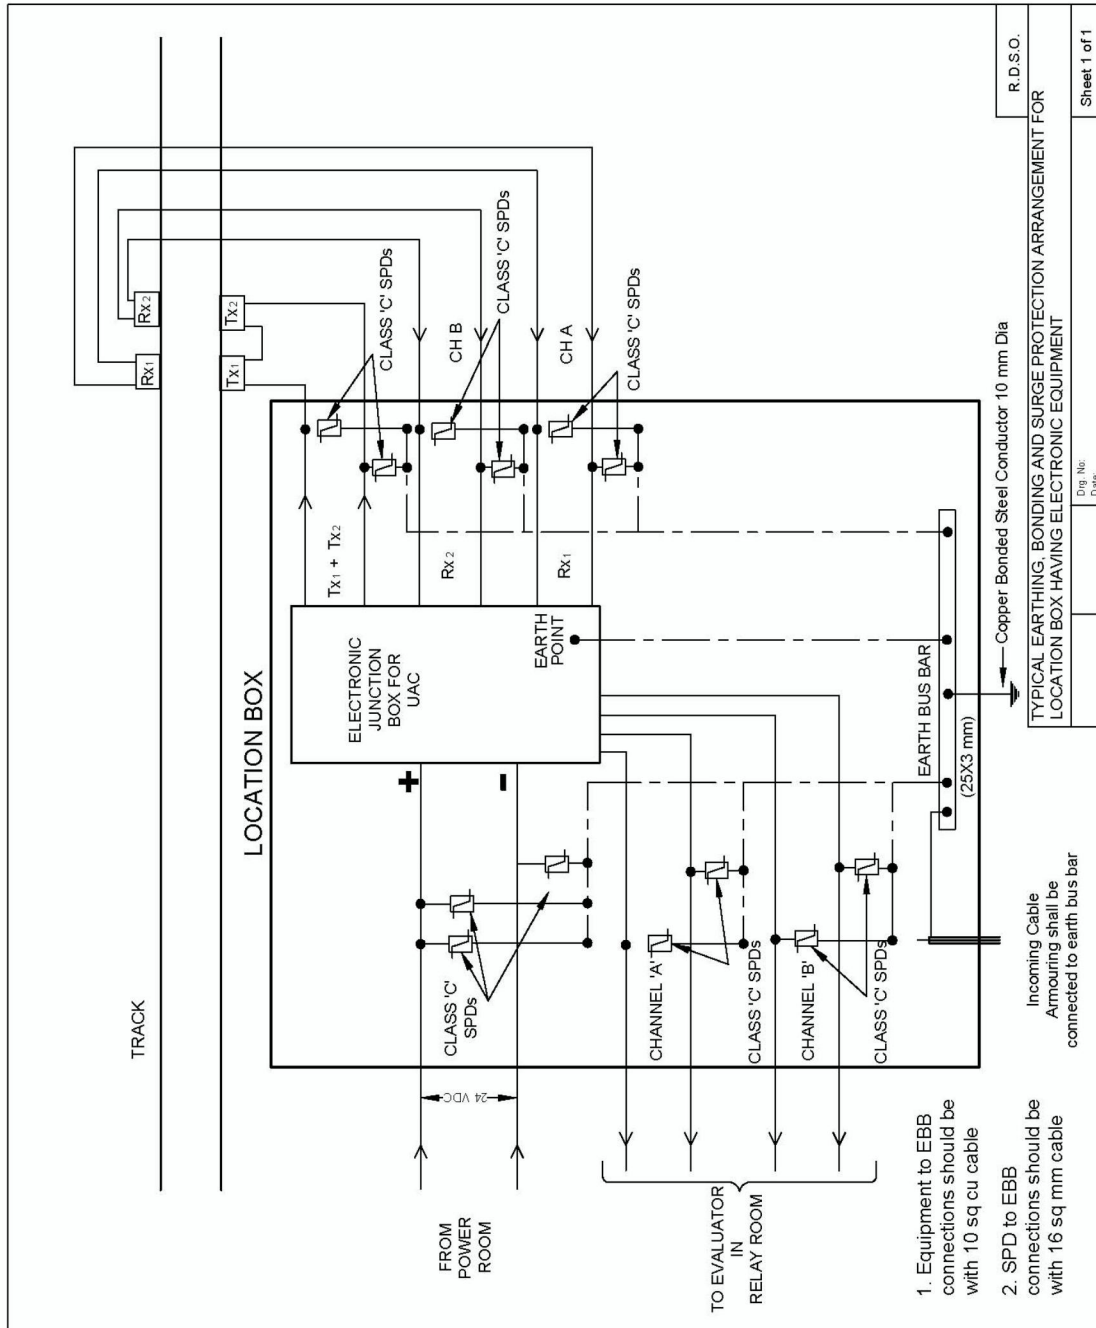 TRACK
LOCATION BOX
Rx1
Rx2
Tx1
Tx2
CLASS 'C' SPDs
CH B
CLASS 'C' SPDs
CH A
CLASS 'C' SPDs
Tx1 + Tx2
Rx2
Rx1
ELECTRONIC
JUNCTION
BOX FOR
UAC
EARTH
POINT
+
-
FROM
POWER
ROOM
24 VDC
CLASS 'C'
SPDs
TO EVALUATOR
IN
RELAY ROOM
CHANNEL 'A'
CLASS 'C' SPDs
CHANNEL 'B'
CLASS 'C' SPDs
EARTH BUS BAR
(25X3 mm)
Copper Bonded Steel Conductor 10 mm Dia
Incoming Cable
Armouring shall be
connected to earth bus bar
1. Equipment to EBB
connections should be
with 10 sq cu cable
2. SPD to EBB
connections should be
with 16 sq mm cable
R.D.S.O.
TYPICAL EARTHING, BONDING AND SURGE PROTECTION ARRANGEMENT FOR
LOCATION BOX HAVING ELECTRONIC EQUIPMENT
Drg. No:
Date:
Sheet 1 of 1